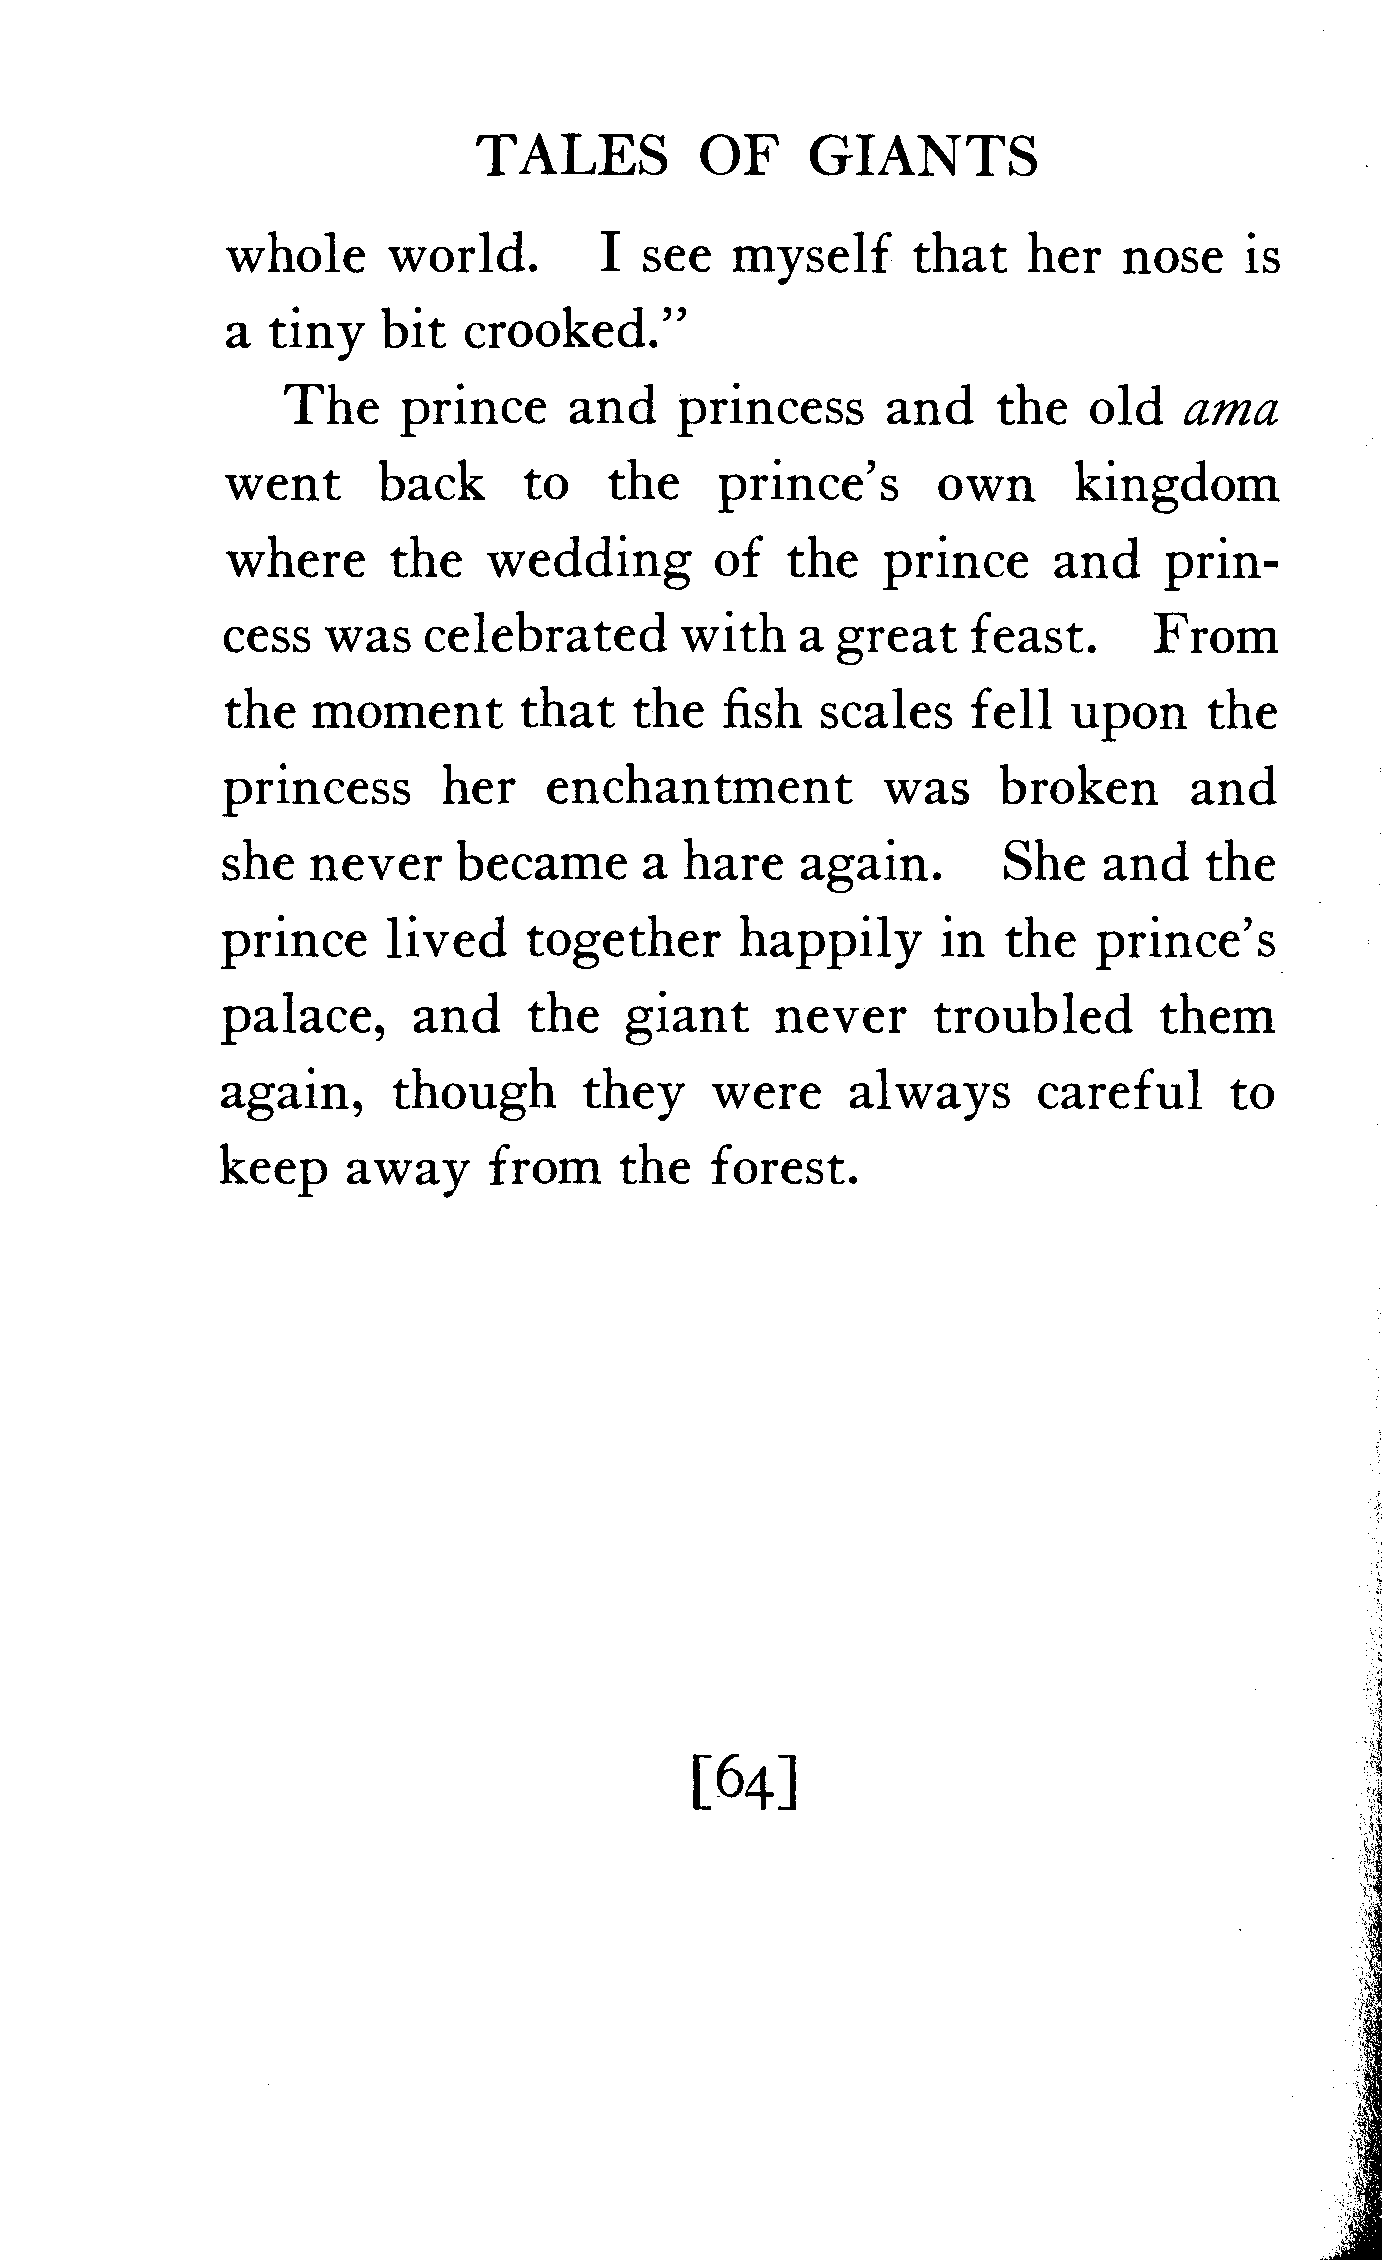 TALES OF GIANTS
whole world. I see myself that her nose is
a tiny bit crooked.”
The prince and princess and the old ama
went back to the prince’s own kingdom
where the wedding of the prince and prin-
cess was celebrated with a great feast. From
the moment that the fish scales fell upon the
princess her enchantment was broken and
she never became a hare again. She and the
prince lived together happily in the prince’s
palace, and the giant never troubled them
again, though they were always careful to
keep away from the forest.
[64]